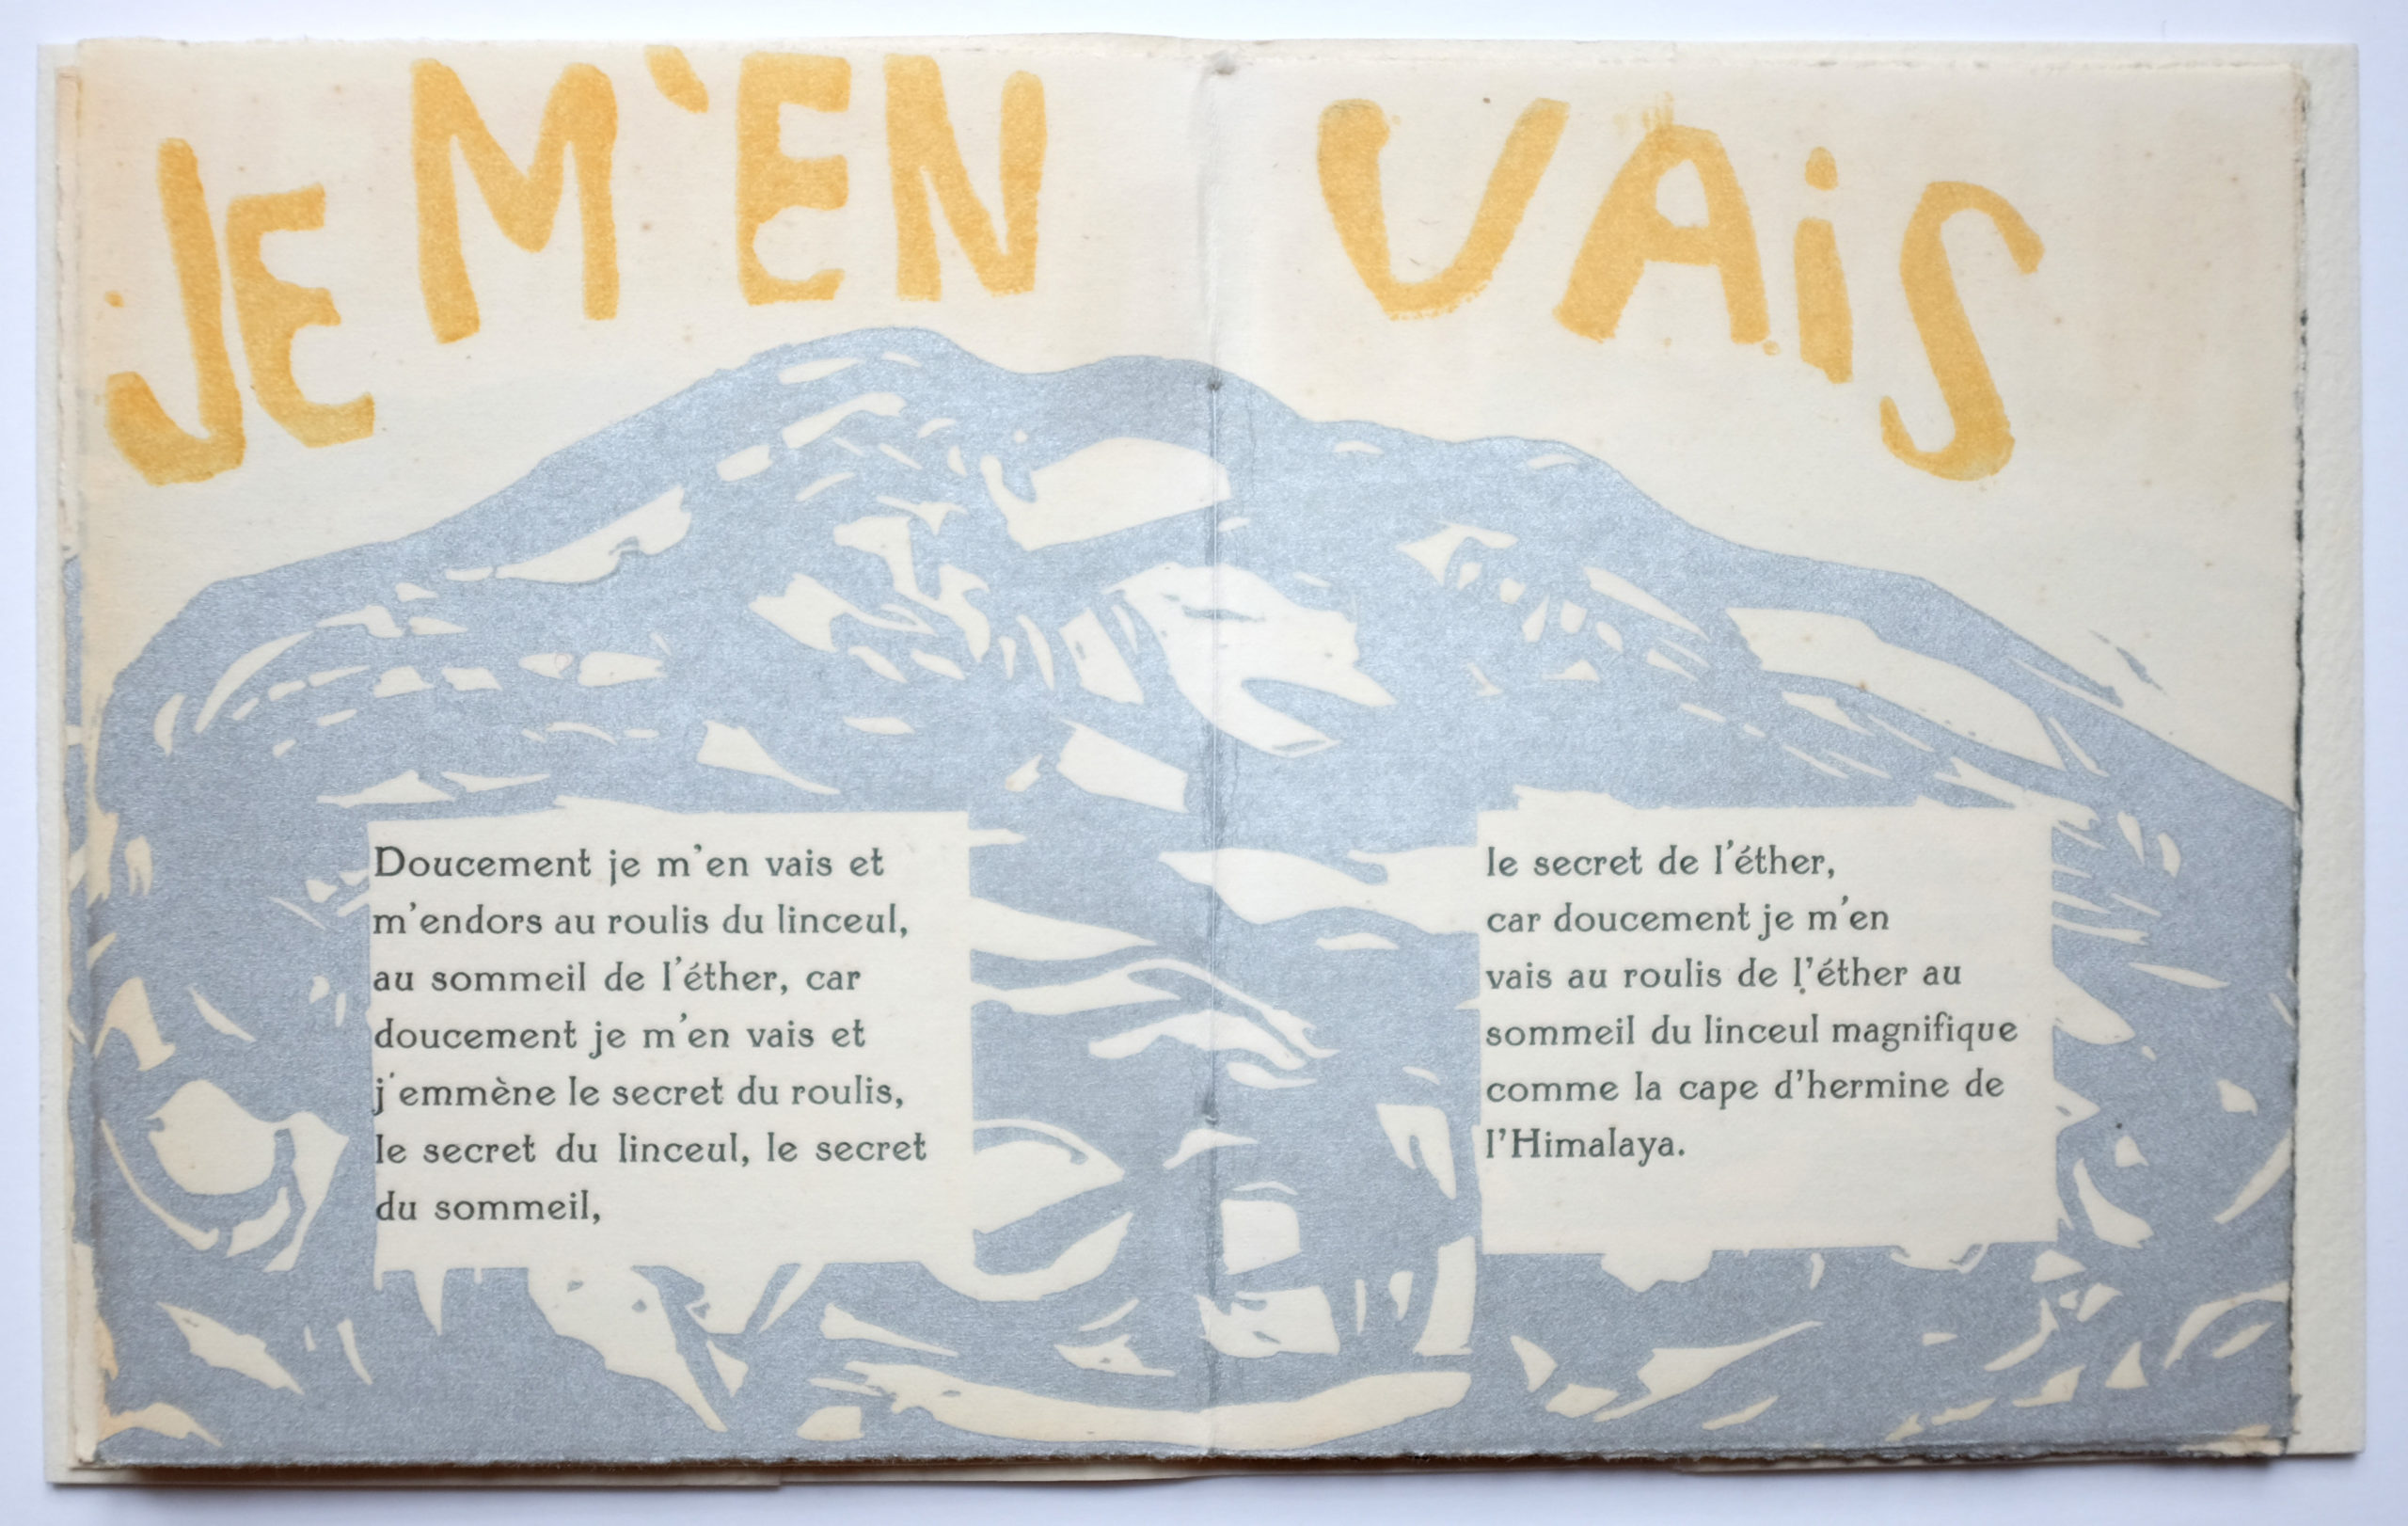 JE M'EN VAiS
Doucement je m'en vais et
m'endors au roulis du linceul,
au sommeil de l'éther, car
doucement je m'en vais et
j'emmène le secret du roulis,
le secret du linceul, le secret
du sommeil,
le secret de l'éther,
car doucement je m'en
vais au roulis de l'éther au
sommeil du linceul magnifique
comme la cape d'hermine de
l'Himalaya.